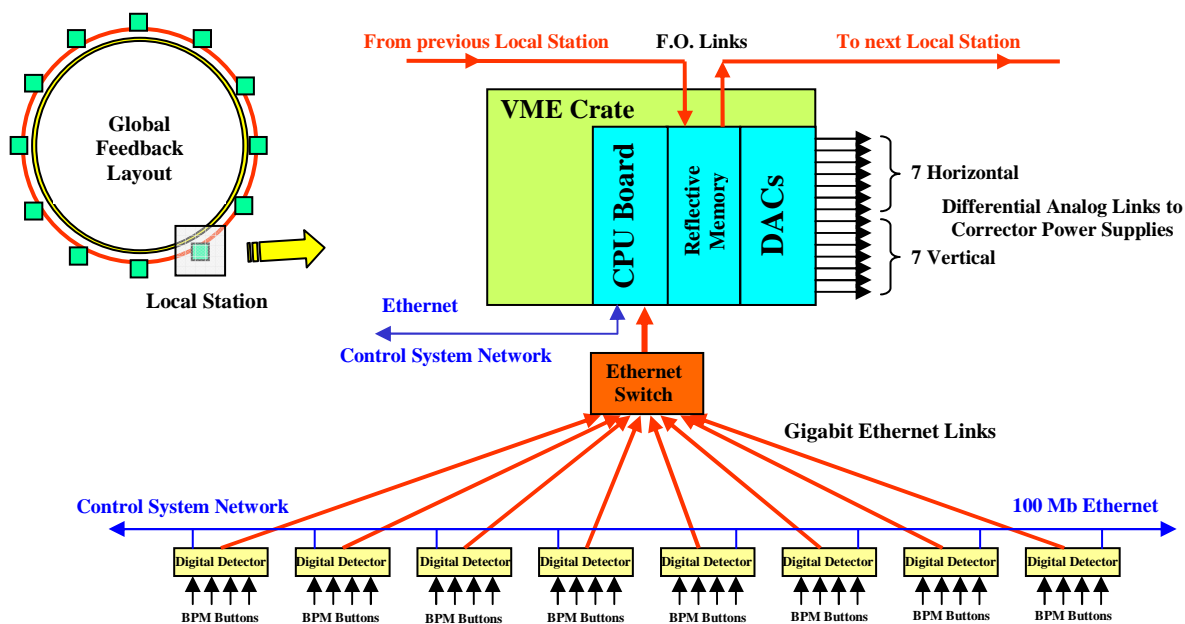 From previous Local Station
F.O. Links
To next Local Station
Global
Feedback
Layout
Local Station
VME Crate
CPU Board
Reflective
Memory
DACs
7 Horizontal
Differential Analog Links to
Corrector Power Supplies
7 Vertical
Ethernet
Control System Network
Ethernet
Switch
Gigabit Ethernet Links
Control System Network
100 Mb Ethernet
Digital Detector
Digital Detector
Digital Detector
Digital Detector
Digital Detector
Digital Detector
Digital Detector
Digital Detector
BPM Buttons
BPM Buttons
BPM Buttons
BPM Buttons
BPM Buttons
BPM Buttons
BPM Buttons
BPM Buttons